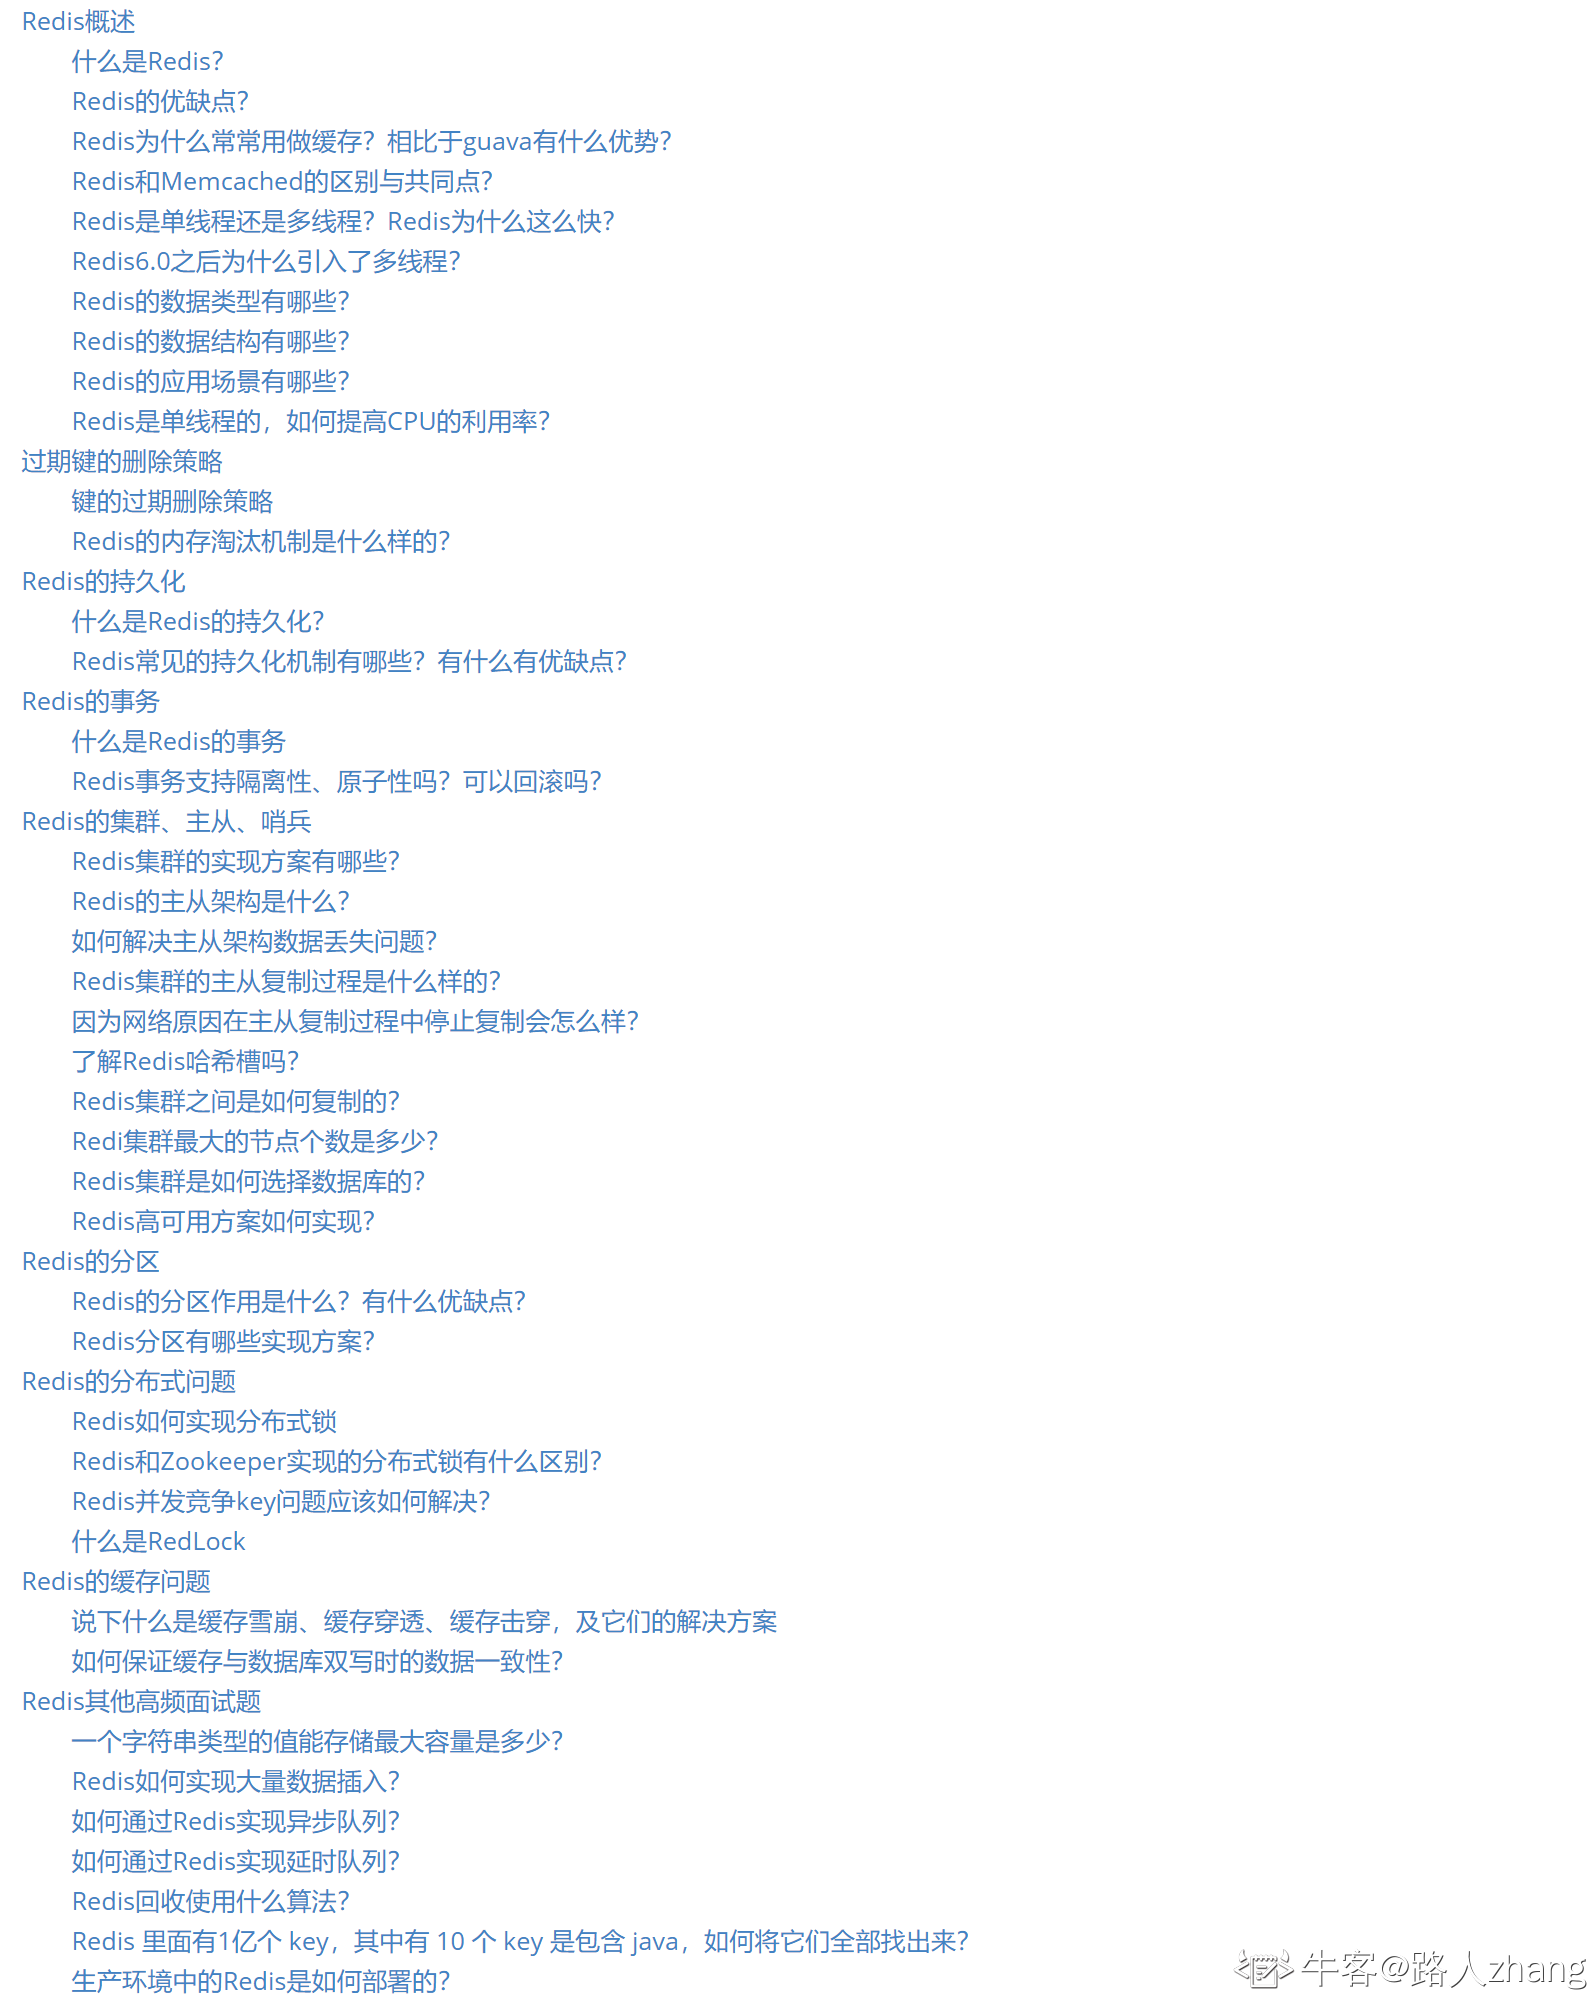 Redis概述
什么是Redis？
Redis的优缺点？
Redis为什么常常用做缓存？相比于guava有什么优势？
Redis和Memcached的区别与共同点？
Redis是单线程还是多线程？Redis为什么这么快？
Redis6.0之后为什么引入了多线程？
Redis的数据类型有哪些？
Redis的数据结构有哪些？
Redis的应用场景有哪些？
Redis是单线程的，如何提高CPU的利用率？
过期键的删除策略
键的过期删除策略
Redis的内存淘汰机制是什么样的？
Redis的持久化
什么是Redis的持久化？
Redis常见的持久化机制有哪些？有什么有优缺点？
Redis的事务
什么是Redis的事务
Redis事务支持隔离性、原子性吗？可以回滚吗？
Redis的集群、主从、哨兵
Redis集群的实现方案有哪些？
Redis的主从架构是什么？
如何解决主从架构数据丢失问题？
Redis集群的主从复制过程是什么样的？
因为网络原因在主从复制过程中停止复制会怎么样？
了解Redis哈希槽吗？
Redis集群之间是如何复制的？
Redi集群最大的节点个数是多少？
Redis集群是如何选择数据库的？
Redis高可用方案如何实现？
Redis的分区
Redis的分区作用是什么？有什么优缺点？
Redis分区有哪些实现方案？
Redis的分布式问题
Redis如何实现分布式锁
Redis和Zookeeper实现的分布式锁有什么区别？
Redis并发竞争key问题应该如何解决？
什么是RedLock
Redis的缓存问题
说下什么是缓存雪崩、缓存穿透、缓存击穿，及它们的解决方案
如何保证缓存与数据库双写时的数据一致性？
Redis其他高频面试题
一个字符串类型的值能存储最大容量是多少？
Redis如何实现大量数据插入？
如何通过Redis实现异步队列？
如何通过Redis实现延时队列？
Redis回收使用什么算法？
Redis 里面有1亿个 key，其中有 10 个 key 是包含 java，如何将它们全部找出来？
生产环境中的Redis是如何部署的？
牛客@路人zhang